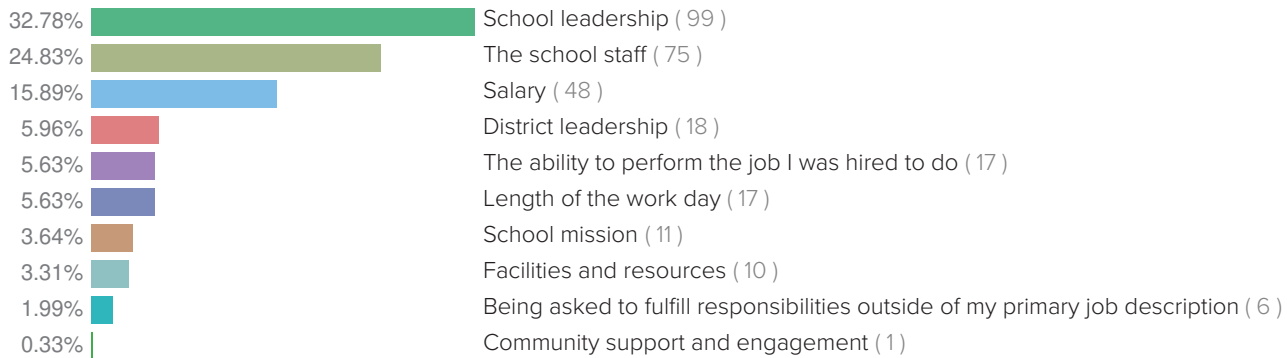 32.78% School leadership ( 99 )
24.83% The school staff ( 75 )
15.89% Salary ( 48 )
5.96% District leadership ( 18 )
5.63% The ability to perform the job I was hired to do ( 17 )
5.63% Length of the work day ( 17 )
3.64% School mission ( 11 )
3.31% Facilities and resources ( 10 )
1.99% Being asked to fulfill responsibilities outside of my primary job description ( 6 )
0.33% Community support and engagement ( 1 )